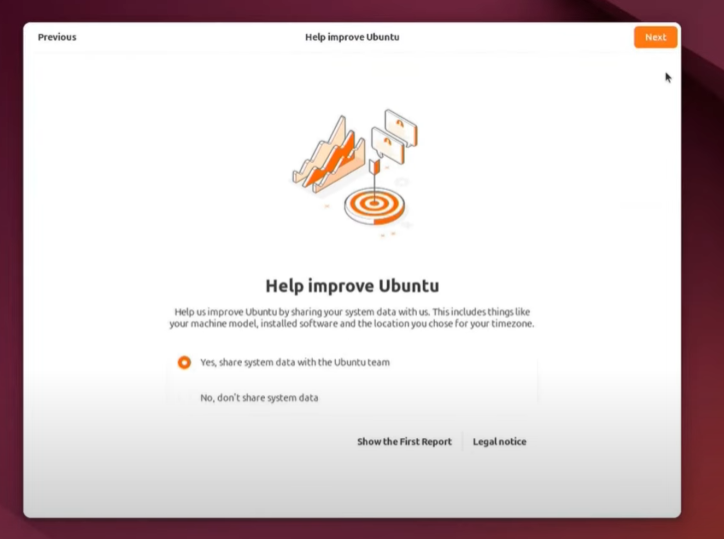 Previous
Help improve Ubuntu
Next
Help improve Ubuntu
Help us improve Ubuntu by sharing your system data with us. This includes things like
your machine model, installed software and the location you chose for your timezone.
Yes, share system data with the Ubuntu team
No, don't share system data
Show the First Report
Legal notice